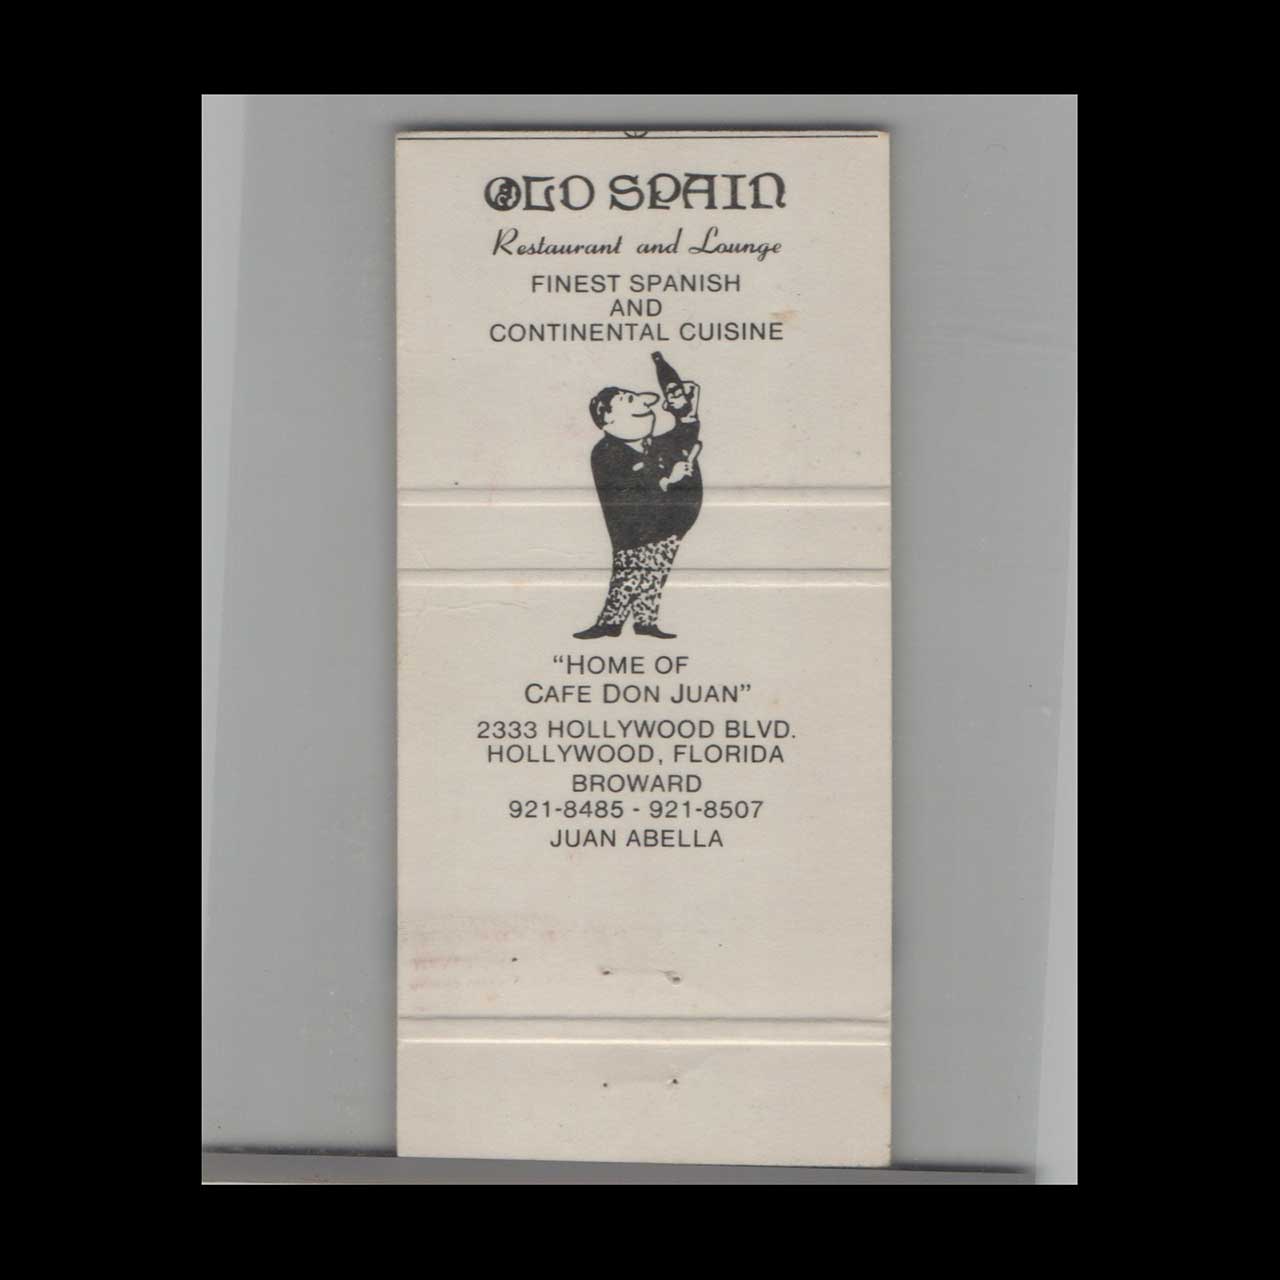 OLD SPAIN
Restaurant and Lounge
FINEST SPANISH
AND
CONTINENTAL CUISINE
“HOME OF
CAFE DON JUAN”
2333 HOLLYWOOD BLVD.
HOLLYWOOD, FLORIDA
BROWARD
921-8485 - 921-8507
JUAN ABELLA